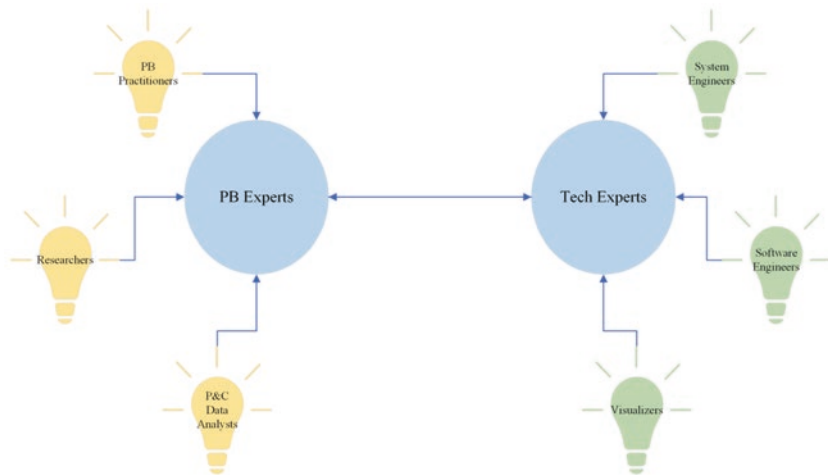 PB
Practitioners
System
Engineers
PB Experts
Tech Experts
Researchers
Software
Engineers
P&C
Data
Analysts
Visualizers